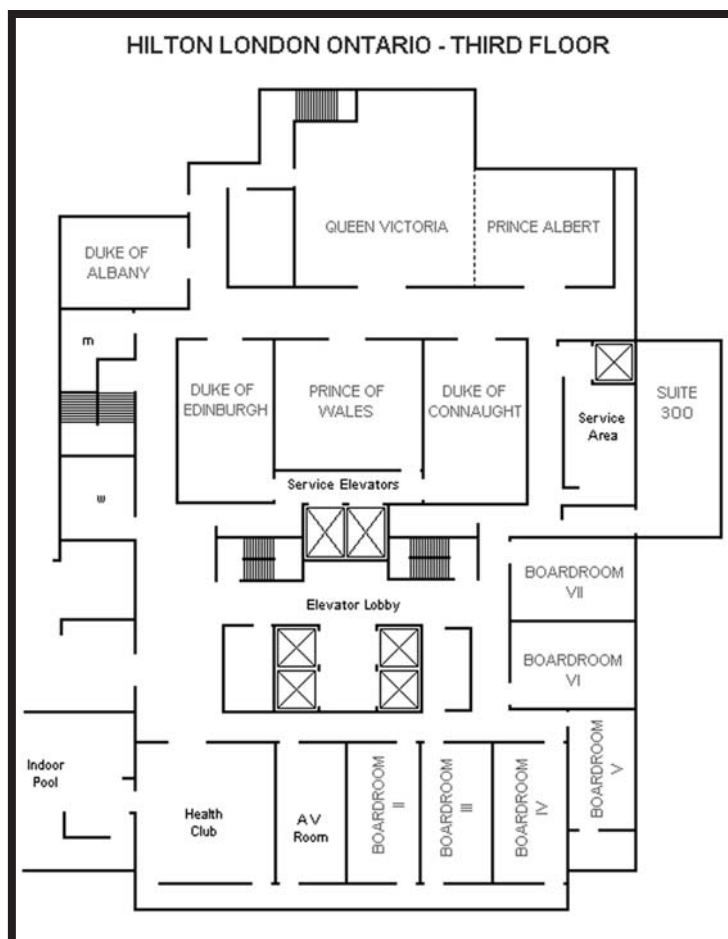 HILTON LONDON ONTARIO - THIRD FLOOR
QUEEN VICTORIA
PRINCE ALBERT
DUKE OF
ALBANY
m
DUKE OF
EDINBURGH
PRINCE OF
WALES
DUKE OF
CONNAUGHT
SUITE
300
Service
Area
Service Elevators
w
BOARDROOM
VII
Elevator Lobby
BOARDROOM
VI
Indoor
Pool
Health
Club
AV
Room
BOARDROOM
II
BOARDROOM
III
BOARDROOM
IV
BOARDROOM
V